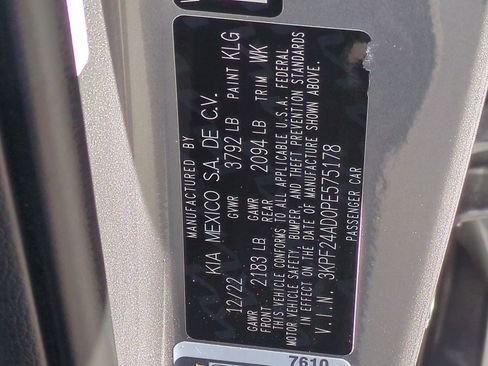 MANUFACTURED BY
KIA MEXICO S.A. DE C.V.
12/22 GVWR 3792 LB PAINT KLG
GAWR FRONT 2183 LB GAWR REAR 2094 LB TRIM WK
THIS VEHICLE CONFORMS TO ALL APPLICABLE U.S.A. FEDERAL
MOTOR VEHICLE SAFETY, BUMPER, AND THEFT PREVENTION STANDARDS
IN EFFECT ON THE DATE OF MANUFACTURE SHOWN ABOVE.
V.I.N. 3KPF24AD0PE575178
PASSENGER CAR
7610